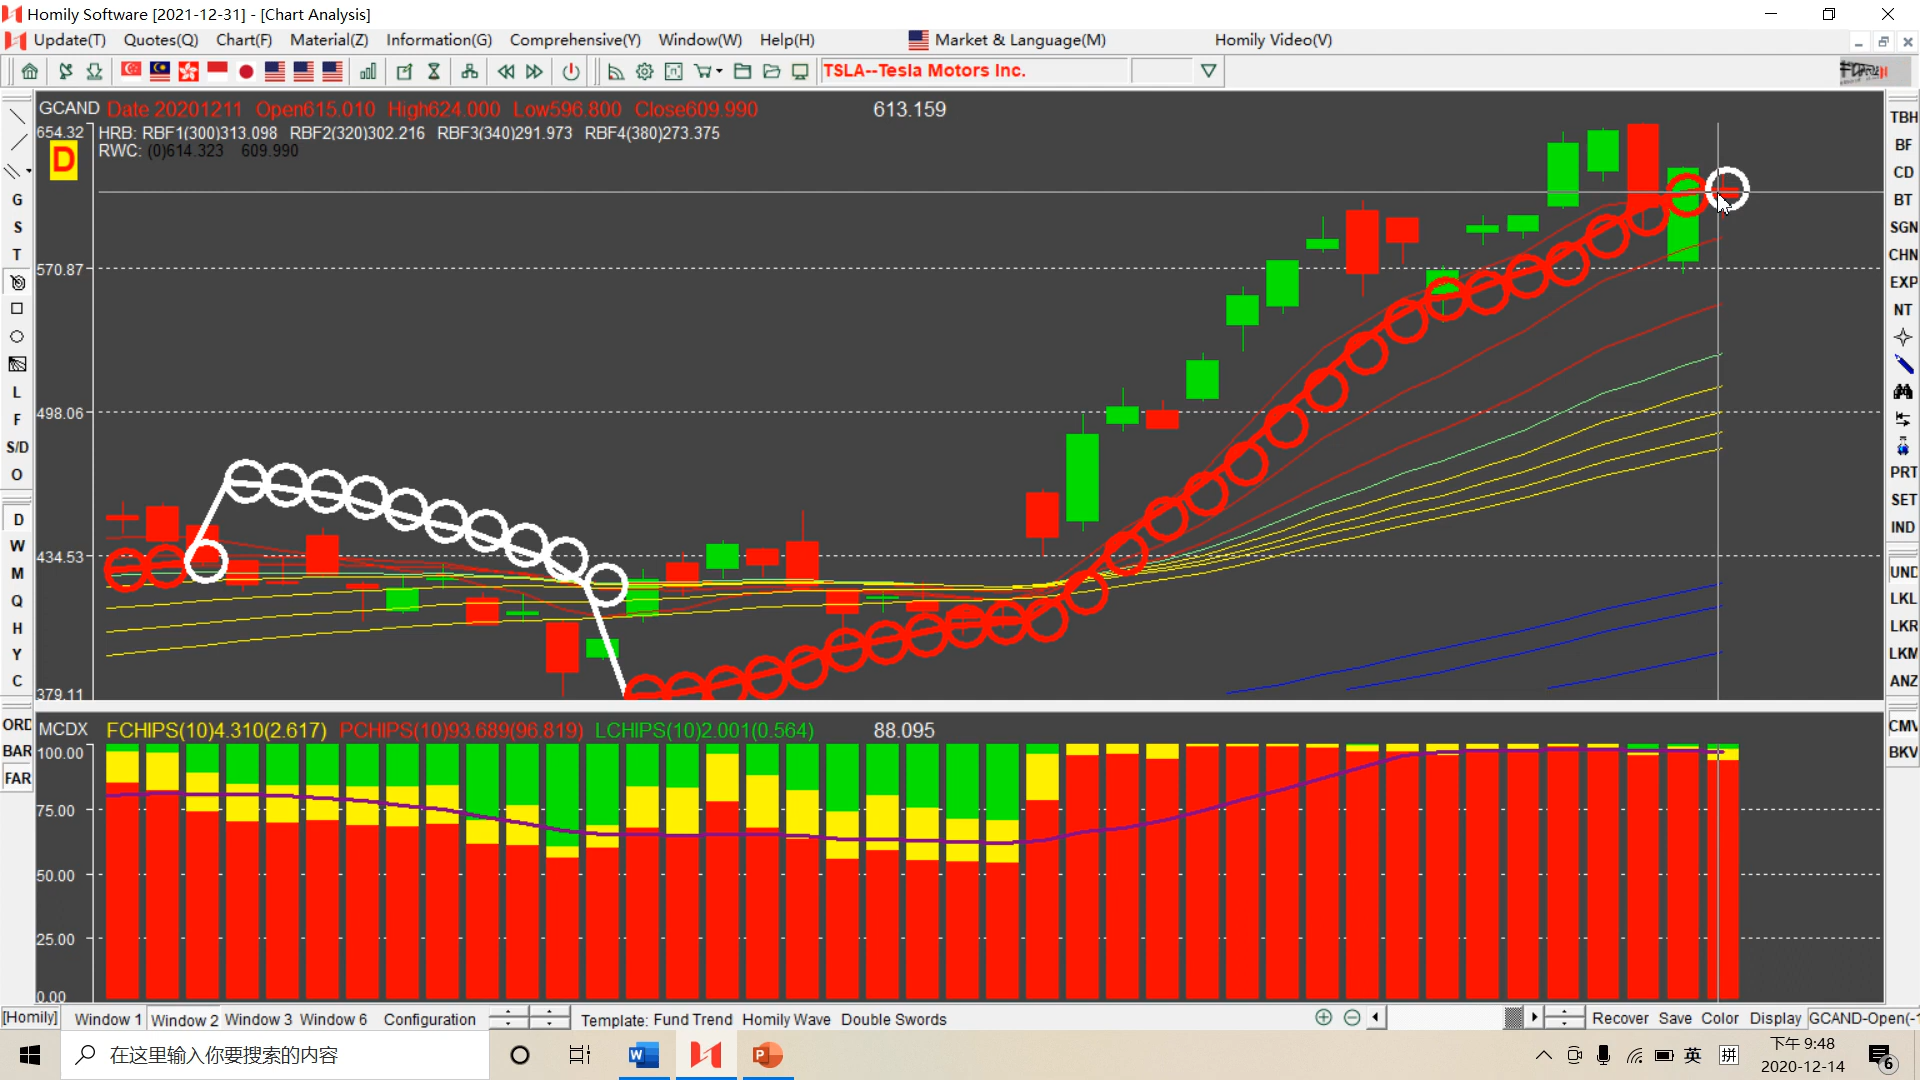 Homily Software [2021-12-31] - [Chart Analysis]
Update(T) Quotes(Q) Chart(F) Material(Z) Information(G) Comprehensive(Y) Window(W) Help(H) Market & Language(M) Homily Video(V)
TSLA--Tesla Motors Inc.
GCAND Date 20201211 Open615.010 High624.000 Low596.800 Close609.990 613.159
654.32 HRB: RBF1(300)313.098 RBF2(320)302.216 RBF3(340)291.973 RBF4(380)273.375
D RWC: (0)614.323 609.990
570.87
498.06
434.53
379.11
MCDX FCHIPS(10)4.310(2.617) PCHIPS(10)93.689(96.819) LCHIPS(10)2.001(0.564) 88.095
100.00
75.00
50.00
25.00
0.00
G
S
T
L
F
S/D
O
D
W
M
Q
H
Y
C
ORD
BAR
FAR
TBH
BF
CD
BT
SGN
CHN
EXP
NT
PRT
SET
IND
UND
LKL
LKR
LKM
ANZ
CMV
BKV
[Homily] Window 1 Window 2 Window 3 Window 6 Configuration Template: Fund Trend Homily Wave Double Swords Recover Save Color Display GCAND-Open(-1
在这里输入你要搜索的内容
英 拼
下午 9:48
2020-12-14
6